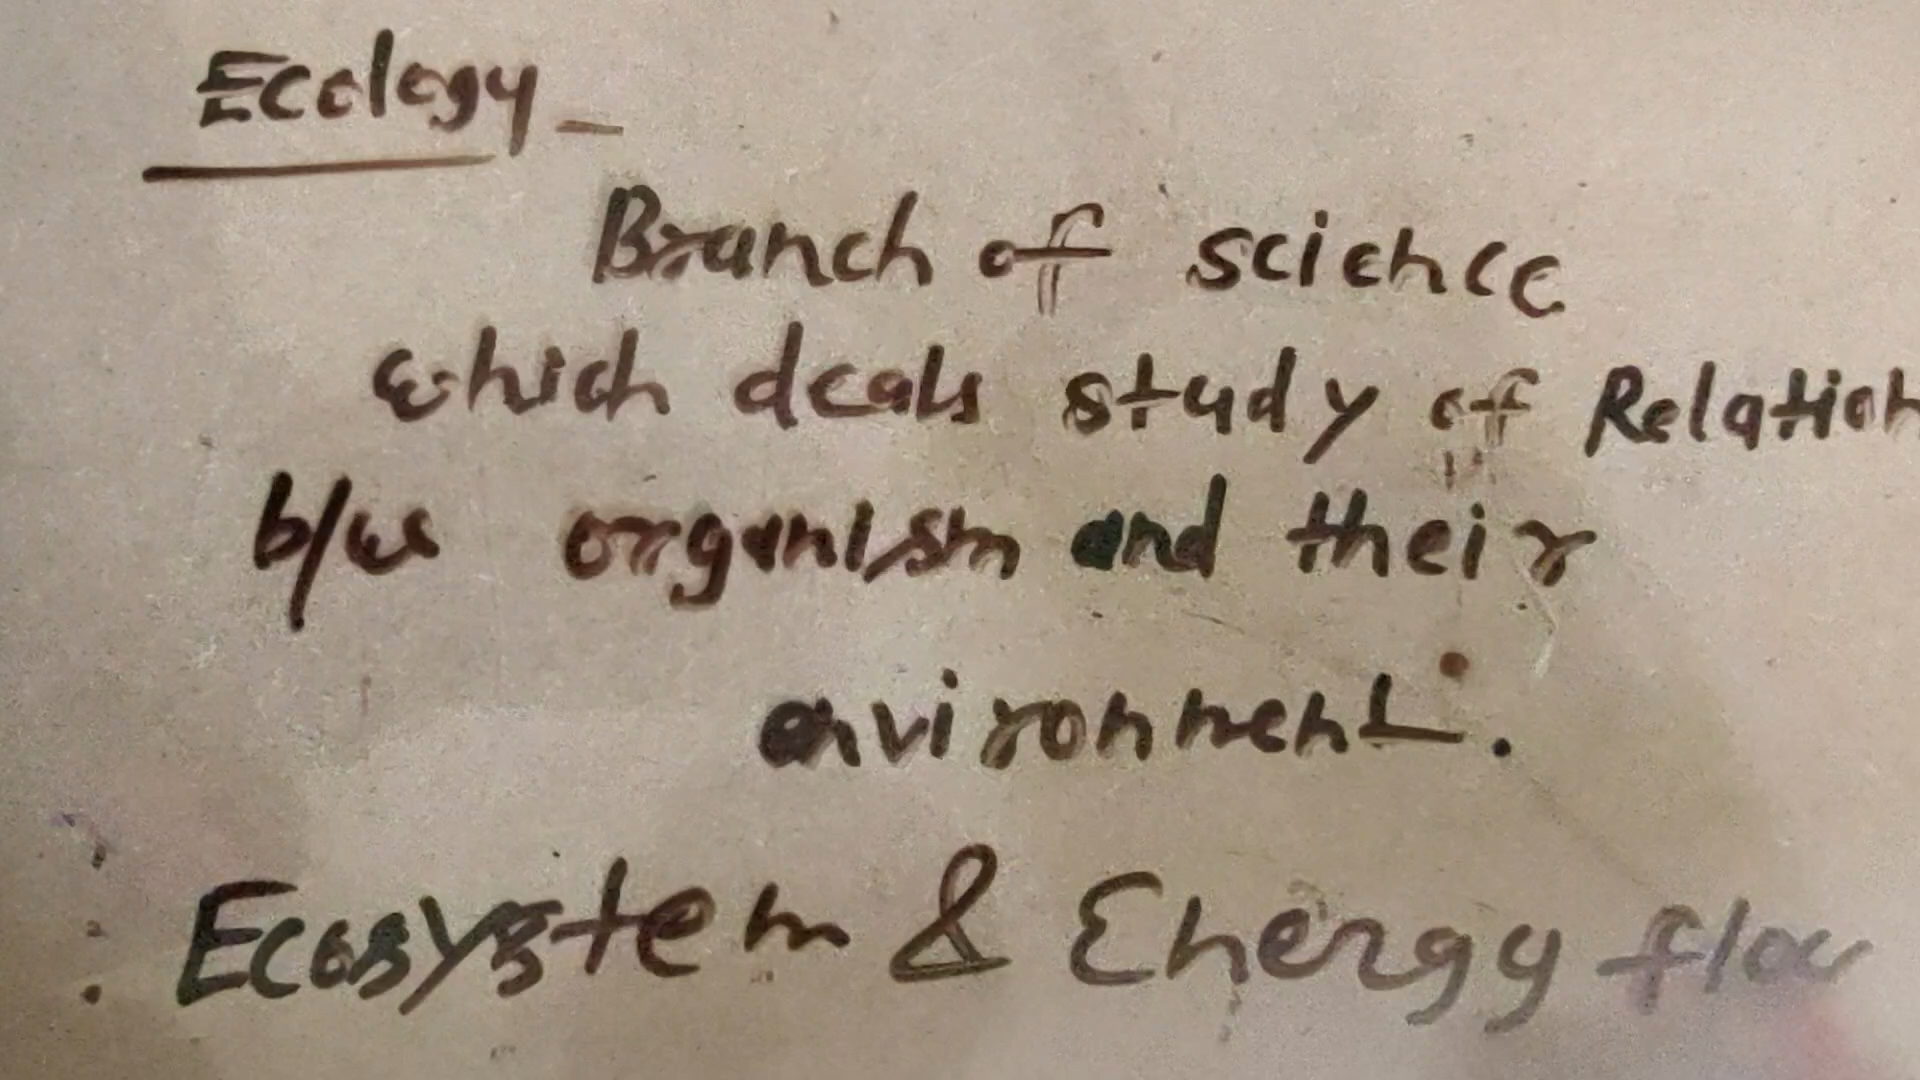 Ecology -
Branch of science
which deals study of Relation
b/w organism and their
environment.
Ecosystem & Energy flow